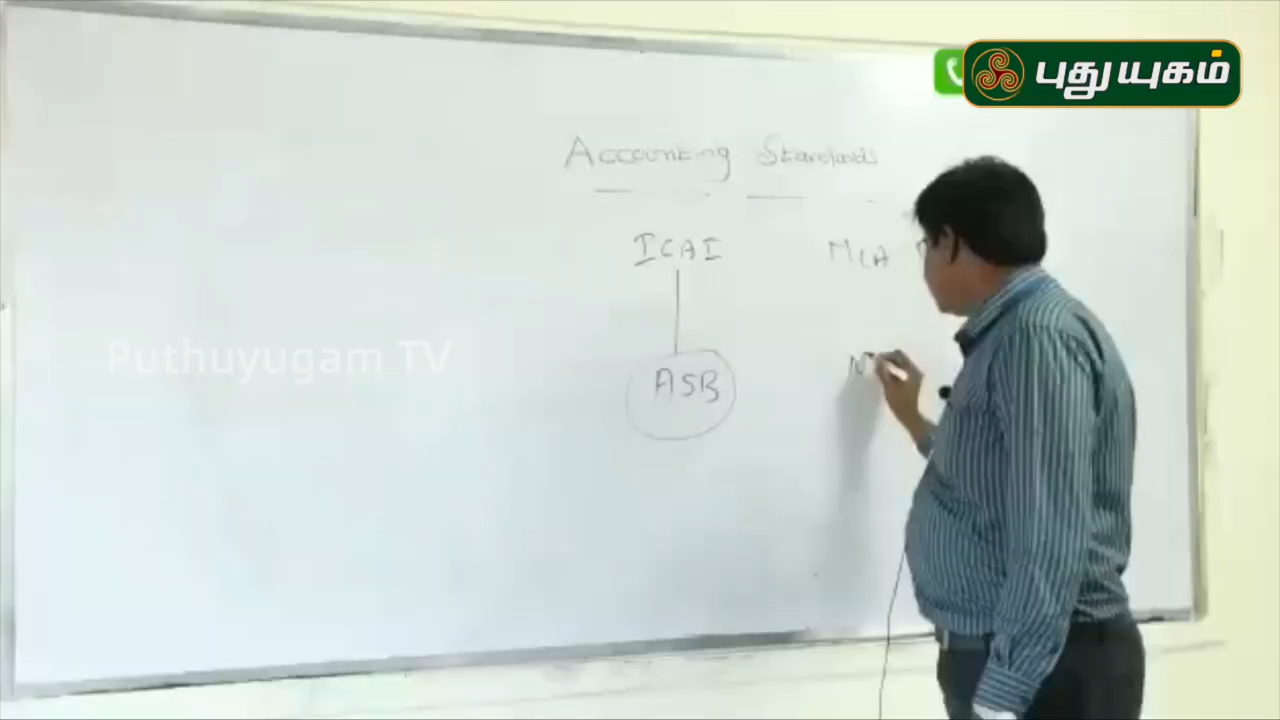 புதுயுகம்
Accounting Standards
ICAI MCA
Puthuyugam TV
ASB N